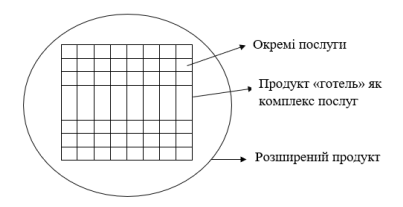 Окремі послуги
Продукт «готель» як
комплекс послуг
Розширений продукт